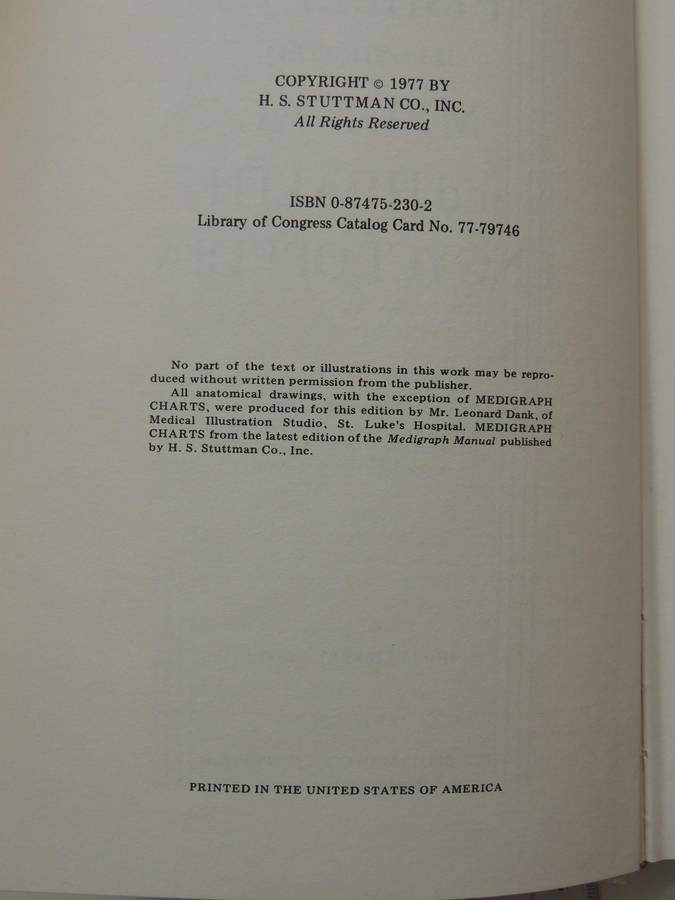 COPYRIGHT © 1977 BY
H. S. STUTTMAN CO., INC.
All Rights Reserved
ISBN 0-87475-230-2
Library of Congress Catalog Card No. 77-79746
No part of the text or illustrations in this work may be repro-
duced without written permission from the publisher.
All anatomical drawings, with the exception of MEDIGRAPH
CHARTS, were produced for this edition by Mr. Leonard Dank, of
Medical Illustration Studio, St. Luke's Hospital. MEDIGRAPH
CHARTS from the latest edition of the Medigraph Manual published
by H. S. Stuttman Co., Inc.
PRINTED IN THE UNITED STATES OF AMERICA